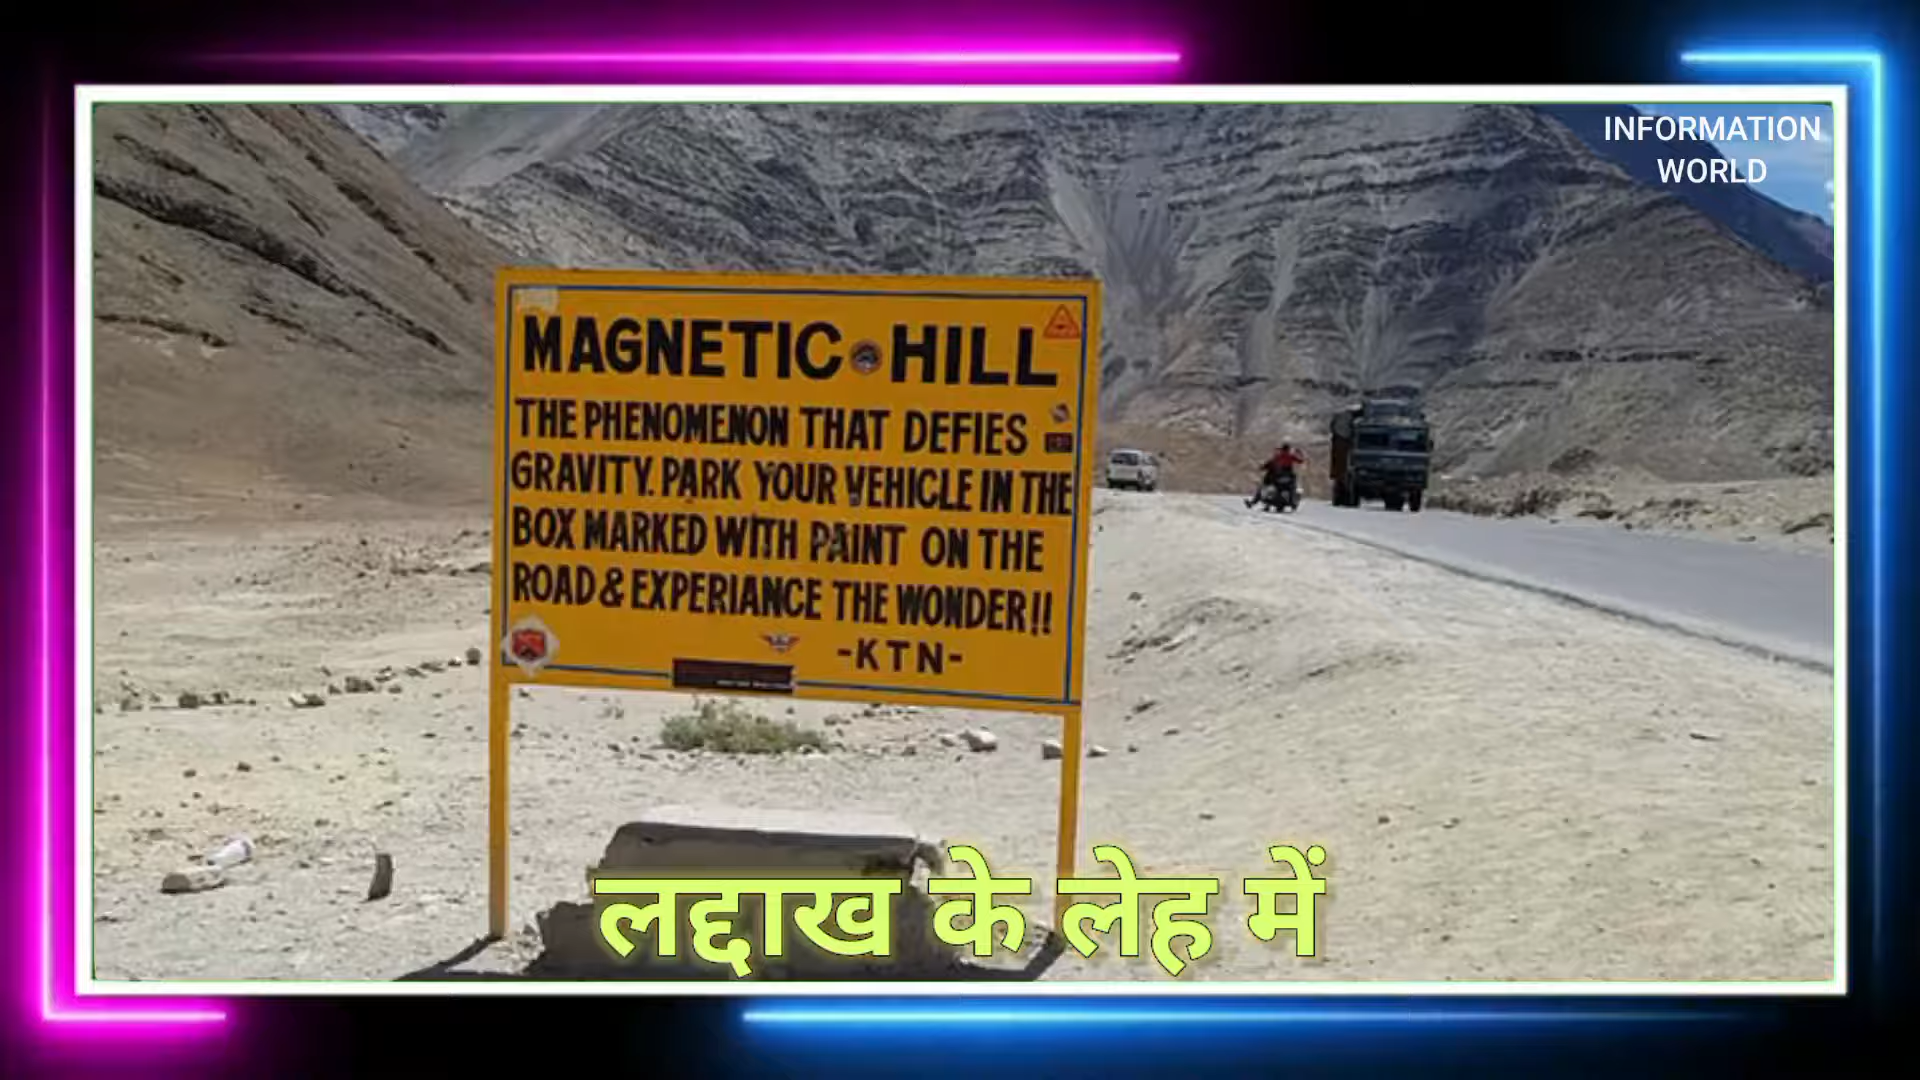 INFORMATION
WORLD
MAGNETIC HILL
THE PHENOMENON THAT DEFIES
GRAVITY. PARK YOUR VEHICLE IN THE
BOX MARKED WITH PAINT ON THE
ROAD & EXPERIANCE THE WONDER!!
-KTN-
लद्दाख के लेह में